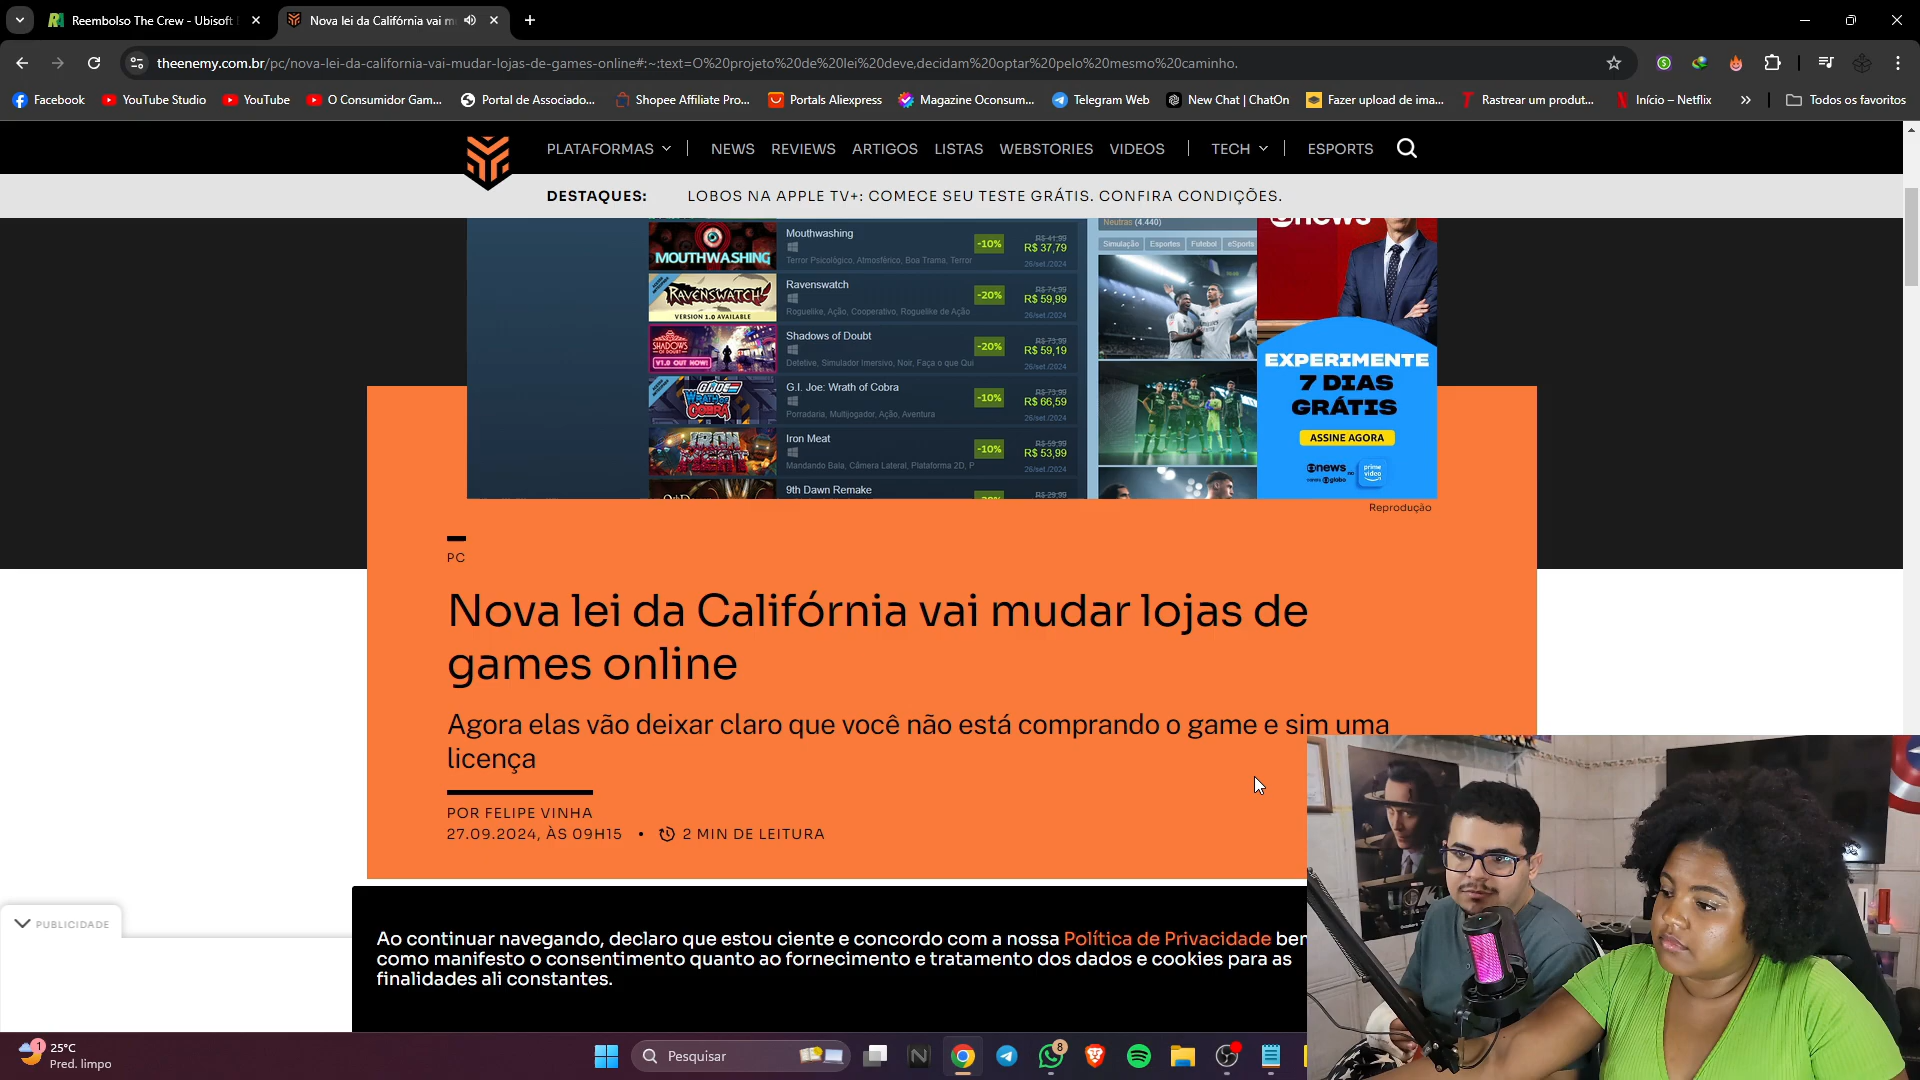 Reembolso The Crew - Ubisoft
Nova lei da Califórnia vai m
theenemy.com.br/pc/nova-lei-da-california-vai-mudar-lojas-de-games-online#:~:text=O%20projeto%20de%20lei%20deve,decidam%20optar%20pelo%20mesmo%20caminho.
Facebook
YouTube Studio
YouTube
O Consumidor Gam...
Portal de Associado...
Shopee Affiliate Pro...
Portals Aliexpress
Magazine Oconsum...
Telegram Web
New Chat | ChatOn
Fazer upload de ima...
Rastrear um produt...
Início – Netflix
Todos os favoritos
PLATAFORMAS
NEWS
REVIEWS
ARTIGOS
LISTAS
WEBSTORIES
VIDEOS
TECH
ESPORTS
DESTAQUES:
LOBOS NA APPLE TV+: COMECE SEU TESTE GRÁTIS. CONFIRA CONDIÇÕES.
MOUTHWASHING
Mouthwashing
Terror Psicológico, Atmosférico, Boa Trama, Terror
-10%
R$ 41,99
R$ 37,79
26/set./2024
RAVENSWATCH
VERSION 1.0 AVAILABLE
Ravenswatch
Roguelike, Ação, Cooperativo, Roguelike de Ação
-20%
R$ 74,99
R$ 59,99
26/set./2024
SHADOWS OF DOUBT
V1.0 OUT NOW!
Shadows of Doubt
Detetive, Simulador imersivo, Noir, Faça o que Qui
-20%
R$ 73,99
R$ 59,19
26/set./2024
G.I.JOE
WRATH OF COBRA
G.I. Joe: Wrath of Cobra
Porradaria, Multijogador, Ação, Aventura
-10%
R$ 73,99
R$ 66,59
26/set./2024
IRON MEAT
Iron Meat
Mandando Bala, Câmera Lateral, Plataforma 2D, P
-10%
R$ 59,99
R$ 53,99
26/set./2024
9th Dawn Remake
R$ 29,99
Neutras (4.440)
Simulação
Esportes
Futebol
eSports
news
EXPERIMENTE
7 DIAS
GRÁTIS
ASSINE AGORA
news
prime video
Reprodução
PC
Nova lei da Califórnia vai mudar lojas de
games online
Agora elas vão deixar claro que você não está comprando o game e sim uma
licença
POR FELIPE VINHA
27.09.2024, ÀS 09H15 • 2 MIN DE LEITURA
PUBLICIDADE
Ao continuar navegando, declaro que estou ciente e concordo com a nossa Política de Privacidade bem
como manifesto o consentimento quanto ao fornecimento e tratamento dos dados e cookies para as
finalidades ali constantes.
1
25°C
Pred. limpo
Pesquisar
8